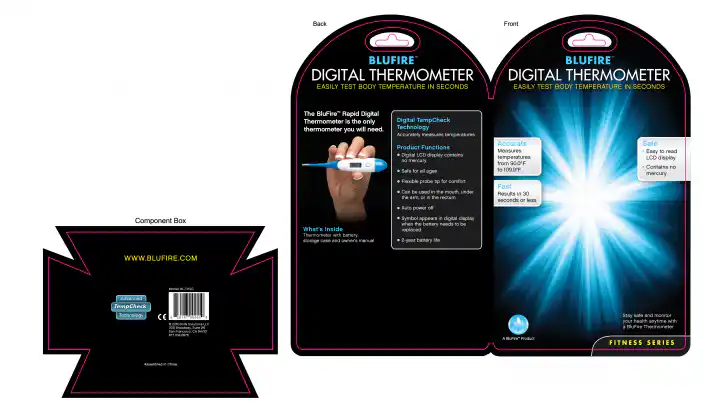 Back
BLUFIRE™
DIGITAL THERMOMETER
EASILY TEST BODY TEMPERATURE IN SECONDS
The BluFire™ Rapid Digital
Thermometer is the only
thermometer you will need.
What's Inside
Thermometer with battery,
storage case and owners manual
Digital TempCheck
Technology
Accurately measures temperatures
Product Functions
• Digital LCD display contains
no mercury
• Safe for all ages
• Flexible probe tip for comfort
• Can be used in the mouth, under
the arm, or in the rectum
• Auto power off
• Symbol appears in digital display
when the battery needs to be
replaced
• 2-year battery life
Front
BLUFIRE™
DIGITAL THERMOMETER
EASILY TEST BODY TEMPERATURE IN SECONDS
Accurate
Measures
temperatures
from 90.0°F
to 109.9°F
Fast
Results in 30
seconds or less
Safe
- Easy to read
LCD display
- Contains no
mercury
A BluFire™ Product
Stay safe and monitor
your health anytime with
a BluFire Thermometer
FITNESS SERIES
Component Box
WWW.BLUFIRE.COM
Advanced
TempCheck
Technology
CE
Assembled in China